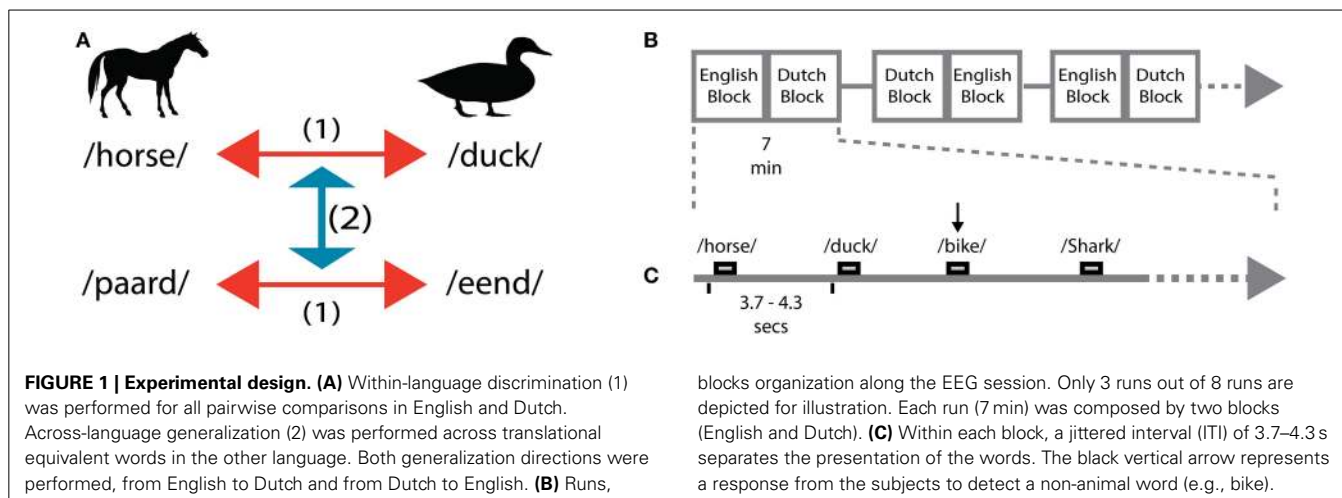 A
/horse/
(1)
/duck/
(2)
/paard/
(1)
/eend/
B
English Block
Dutch Block
Dutch Block
English Block
English Block
Dutch Block
7 min
C
/horse/
/duck/
/bike/
/Shark/
3.7 - 4.3 secs
FIGURE 1 | Experimental design. (A) Within-language discrimination (1)
was performed for all pairwise comparisons in English and Dutch.
Across-language generalization (2) was performed across translational
equivalent words in the other language. Both generalization directions were
performed, from English to Dutch and from Dutch to English. (B) Runs,
blocks organization along the EEG session. Only 3 runs out of 8 runs are
depicted for illustration. Each run (7 min) was composed by two blocks
(English and Dutch). (C) Within each block, a jittered interval (ITI) of 3.7–4.3 s
separates the presentation of the words. The black vertical arrow represents
a response from the subjects to detect a non-animal word (e.g., bike).